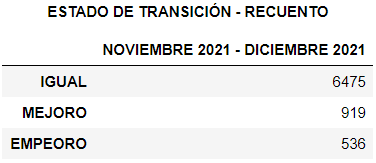 ESTADO DE TRANSICIÓN - RECUENTO
NOVIEMBRE 2021 - DICIEMBRE 2021
IGUAL 6475
MEJORO 919
EMPEORO 536